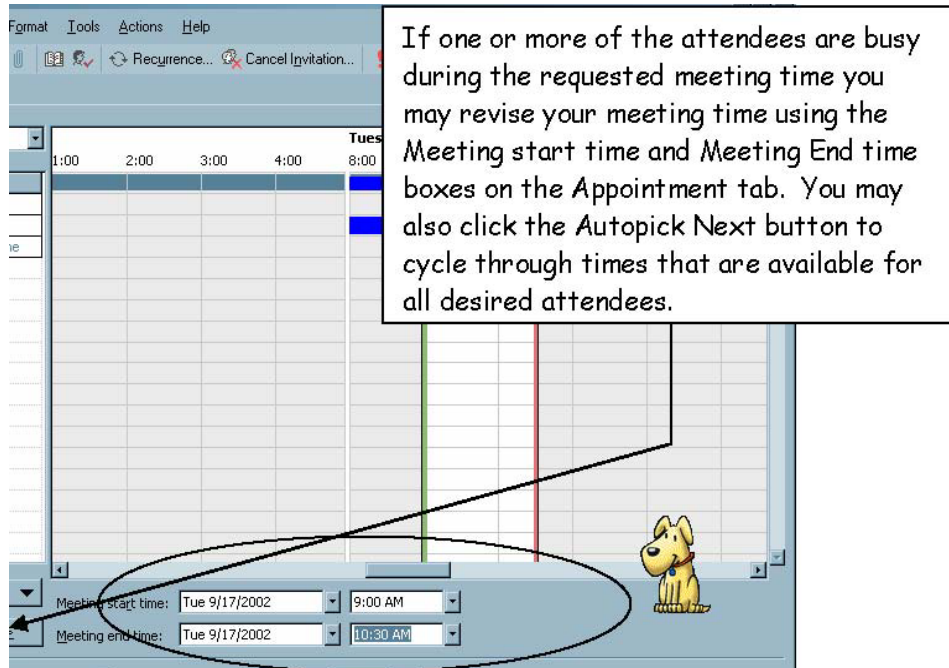 Format Tools Actions Help
Recurrence... Cancel Invitation...
If one or more of the attendees are busy
during the requested meeting time you
may revise your meeting time using the
Meeting start time and Meeting End time
boxes on the Appointment tab. You may
also click the Autopick Next button to
cycle through times that are available for
all desired attendees.
Tues
1:00 2:00 3:00 4:00 8:00
Meeting start time: Tue 9/17/2002 9:00 AM
Meeting end time: Tue 9/17/2002 10:30 AM